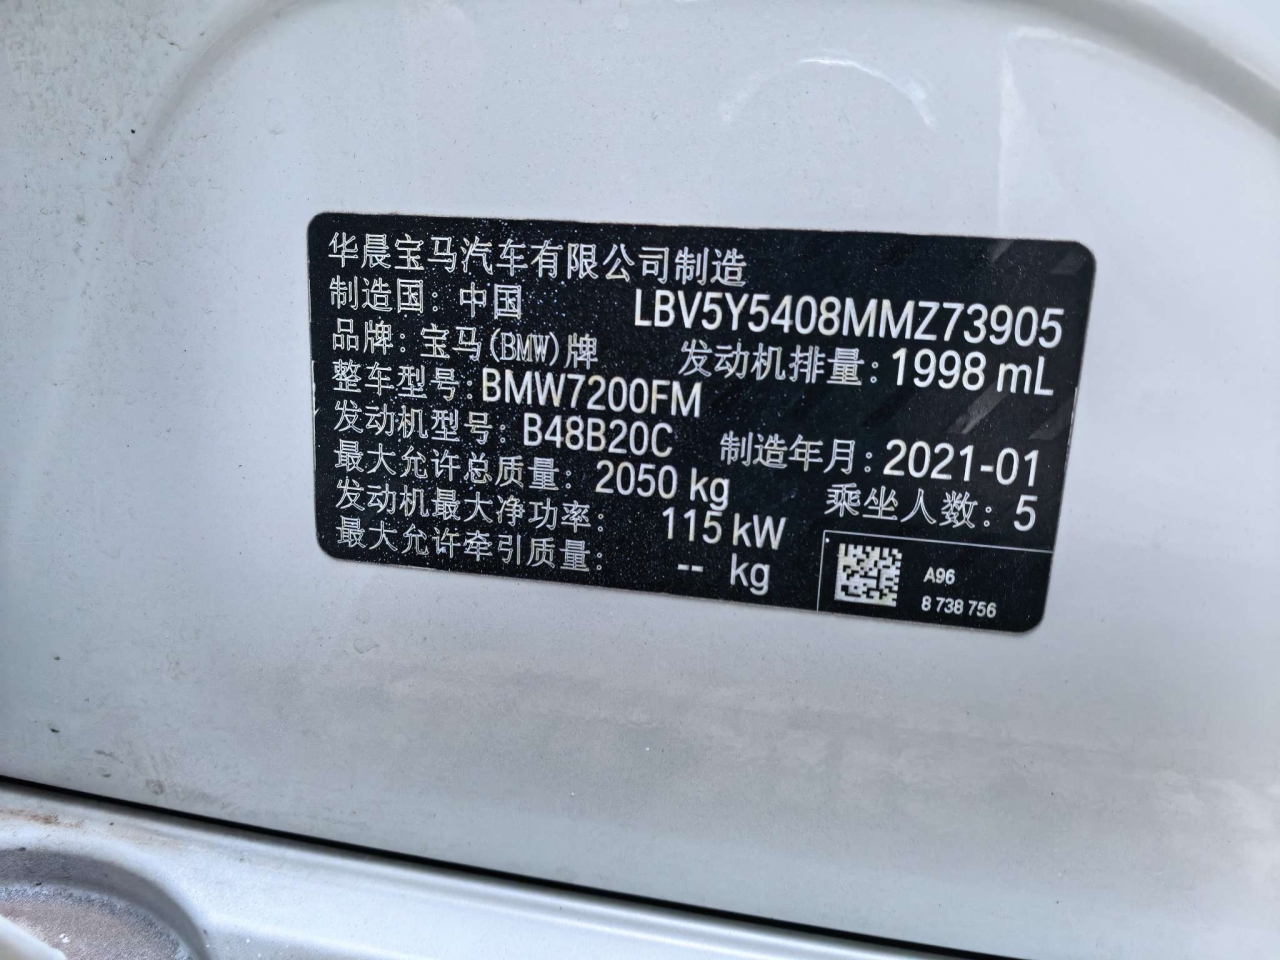 华晨宝马汽车有限公司制造
制造国：中国 LBV5Y5408MMZ73905
品牌：宝马(BMW)牌 发动机排量：1998 mL
整车型号：BMW7200FM
发动机型号：B48B20C 制造年月：2021-01
最大允许总质量：2050 kg 乘坐人数：5
发动机最大净功率：115 kW
最大允许牵引质量：-- kg
A96
8 738 756